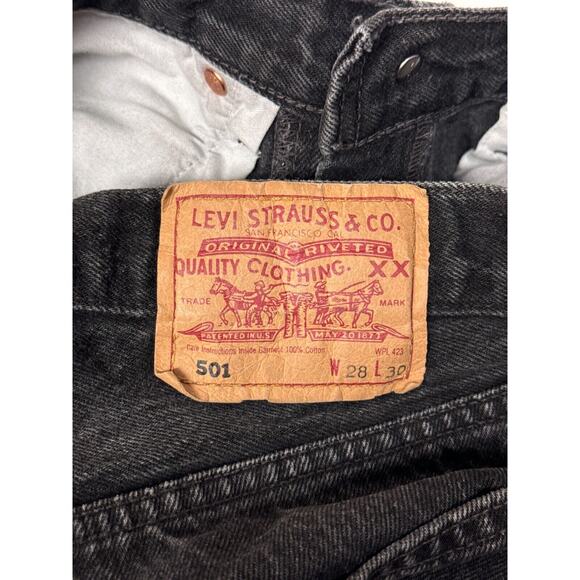 LEVI STRAUSS & CO.
SAN FRANCISCO CAL
ORIGINAL RIVETED
QUALITY CLOTHING. XX
TRADE MARK
PATENTED IN U.S. MAY 20 1873
Care Instructions Inside Garment 100% Cotton WPL 423
501 W 28 L 30